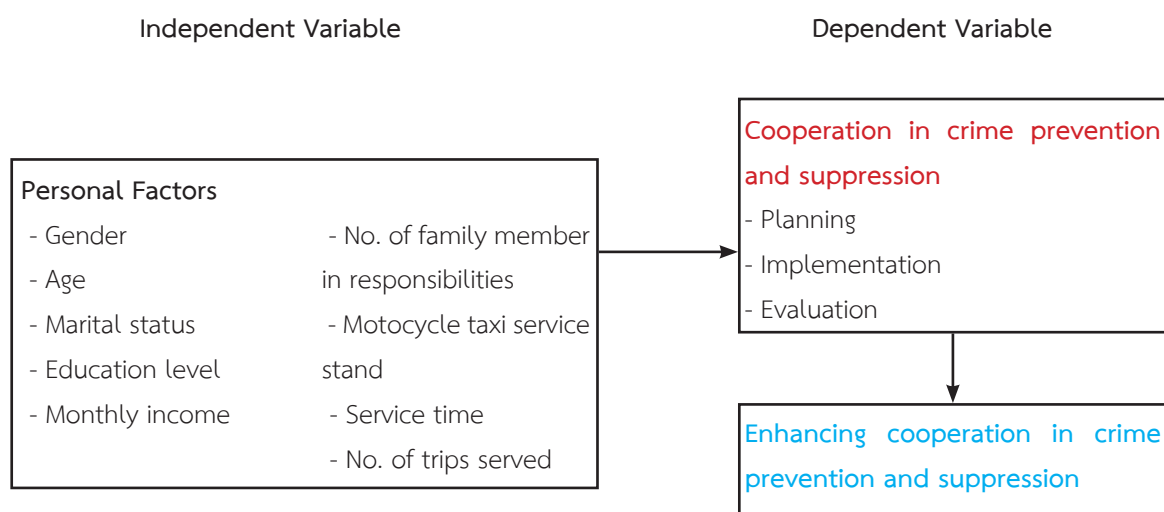 Independent Variable
Dependent Variable
Personal Factors
- Gender
- Age
- Marital status
- Education level
- Monthly income
- No. of family member
in responsibilities
- Motocycle taxi service
stand
- Service time
- No. of trips served
Cooperation in crime prevention
and suppression
- Planning
- Implementation
- Evaluation
Enhancing cooperation in crime
prevention and suppression